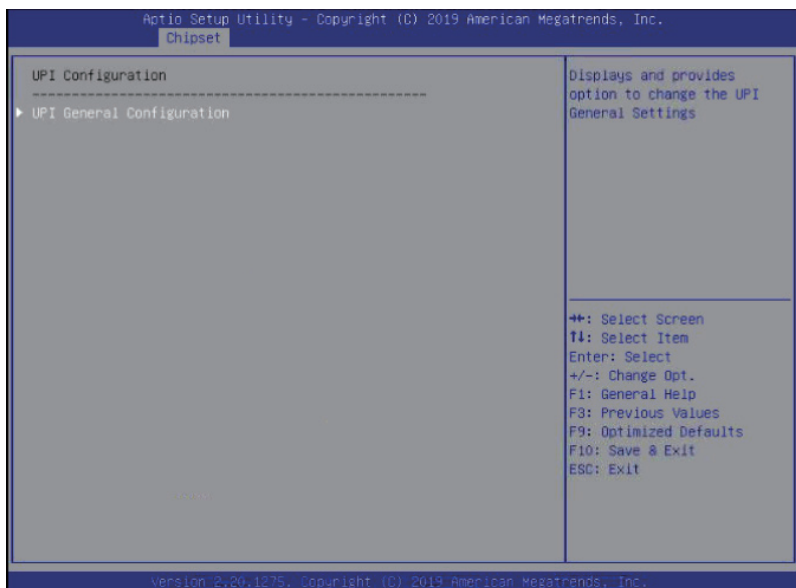 Aptio Setup Utility - Copyright (C) 2019 American Megatrends, Inc.
Chipset
UPI Configuration
--------------------------------------------------
UPI General Configuration
Displays and provides
option to change the UPI
General Settings
→←: Select Screen
↑↓: Select Item
Enter: Select
+/-: Change Opt.
F1: General Help
F3: Previous Values
F9: Optimized Defaults
F10: Save & Exit
ESC: Exit
Version 2.20.1275. Copyright (C) 2019 American Megatrends, Inc.